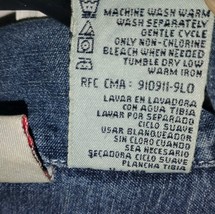 MACHINE WASH WARM
WASH SEPARATELY
GENTLE CYCLE
ONLY NON-CHLORINE
BLEACH WHEN NEEDED
TUMBLE DRY LOW
WARM IRON
RFC CMA- 910911-9L0
LAVAR EN LAVADORA
CON AGUA TIBIA
LAVAR POR SEPARADO
CICLO SUAVE
USAR BLANQUEADOR
SIN CLORO CUANDO
SEA NECESARIO
SECADORA CICLO SUAVE
PLANCHA TIBIA